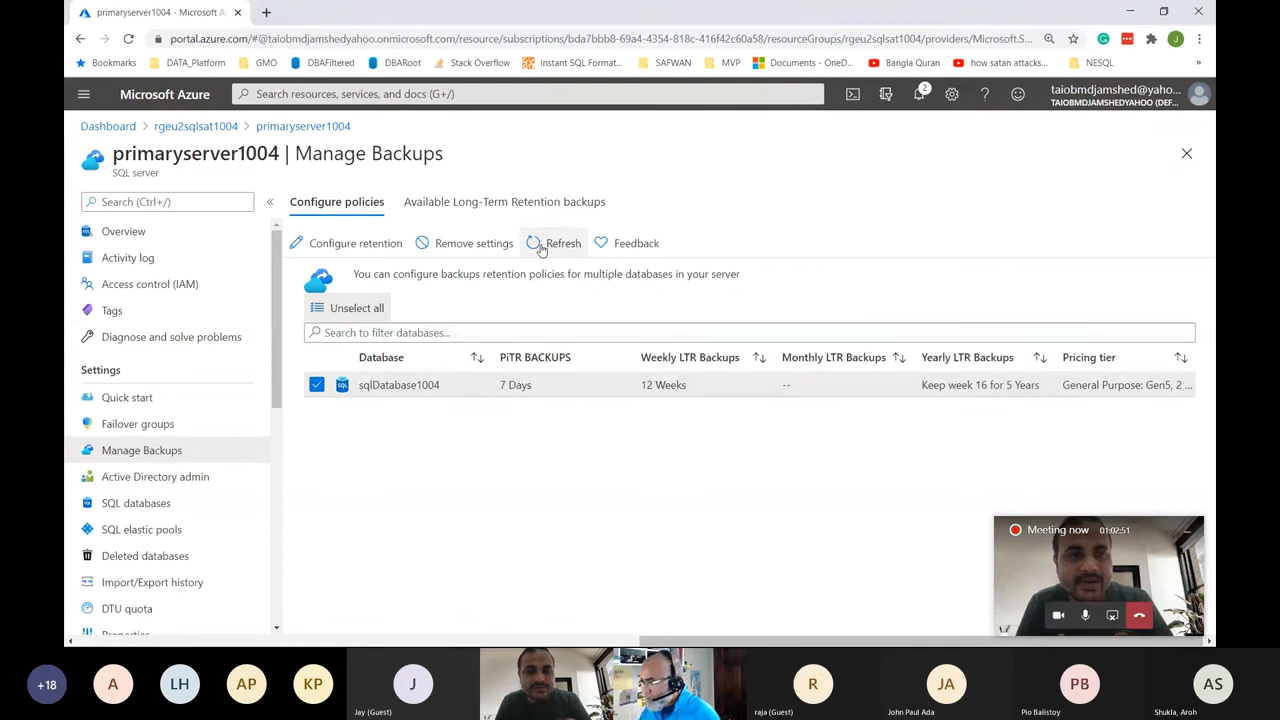 primaryserver1004 - Microsoft A
portal.azure.com/#@taiobmdjamshedyahoo.onmicrosoft.com/resource/subscriptions/bda7bbb8-69a4-4354-818c-416f42c60a58/resourceGroups/rgeu2sqlsat1004/providers/Microsoft.S...
J
Bookmarks DATA_Platform GMO DBAFiltered DBARoot Stack Overflow Instant SQL Format... SAFWAN MVP Documents - OneD... Bangla Quran how satan attacks... NESQL »
Microsoft Azure
Search resources, services, and docs (G+/)
2
taiobmdjamshed@yaho...
TAIOBMDJAMSHEDYAHOO (DEF...
Dashboard > rgeu2sqlsat1004 > primaryserver1004
primaryserver1004 | Manage Backups
SQL server
Search (Ctrl+/) «
Overview
Activity log
Access control (IAM)
Tags
Diagnose and solve problems
Settings
Quick start
Failover groups
Manage Backups
Active Directory admin
SQL databases
SQL elastic pools
Deleted databases
Import/Export history
DTU quota
Properties
Configure policies Available Long-Term Retention backups
Configure retention Remove settings Refresh Feedback
You can configure backups retention policies for multiple databases in your server
Unselect all
Search to filter databases...
Database PiTR BACKUPS Weekly LTR Backups Monthly LTR Backups Yearly LTR Backups Pricing tier
SQL sqlDatabase1004 7 Days 12 Weeks -- Keep week 16 for 5 Years General Purpose: Gen5, 2 ...
Meeting now 01:02:51
+18 A LH AP KP J R JA PB AS
Jay (Guest) raja (Guest) John Paul Ada Pio Balistoy Shukla, Aroh